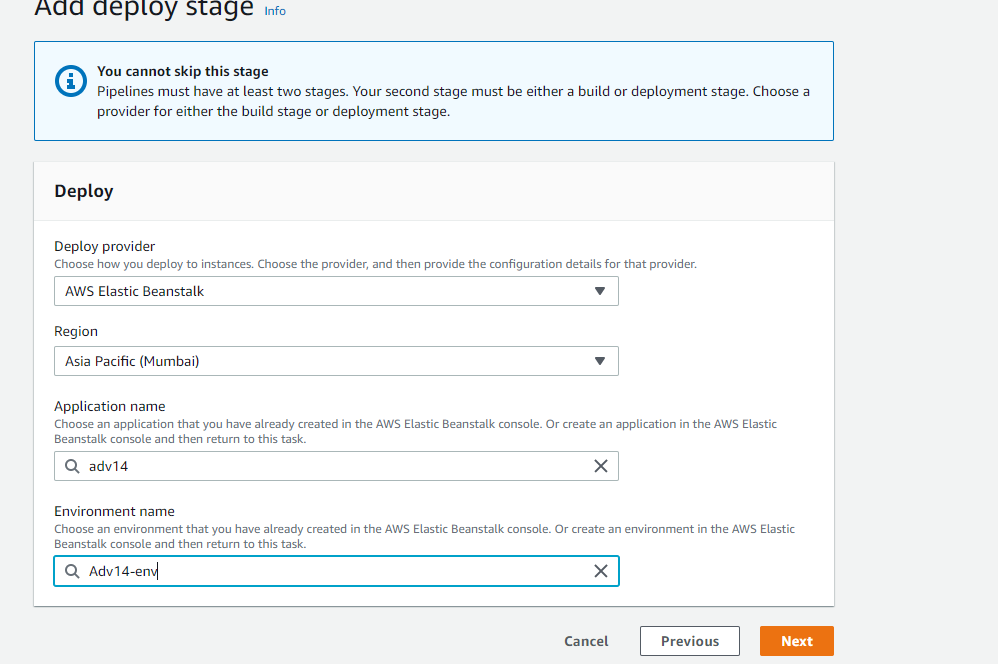 Add deploy stage Info
You cannot skip this stage
Pipelines must have at least two stages. Your second stage must be either a build or deployment stage. Choose a
provider for either the build stage or deployment stage.
Deploy
Deploy provider
Choose how you deploy to instances. Choose the provider, and then provide the configuration details for that provider.
AWS Elastic Beanstalk
Region
Asia Pacific (Mumbai)
Application name
Choose an application that you have already created in the AWS Elastic Beanstalk console. Or create an application in the AWS Elastic
Beanstalk console and then return to this task.
adv14
Environment name
Choose an environment that you have already created in the AWS Elastic Beanstalk console. Or create an environment in the AWS Elastic
Beanstalk console and then return to this task.
Adv14-env
Cancel Previous Next